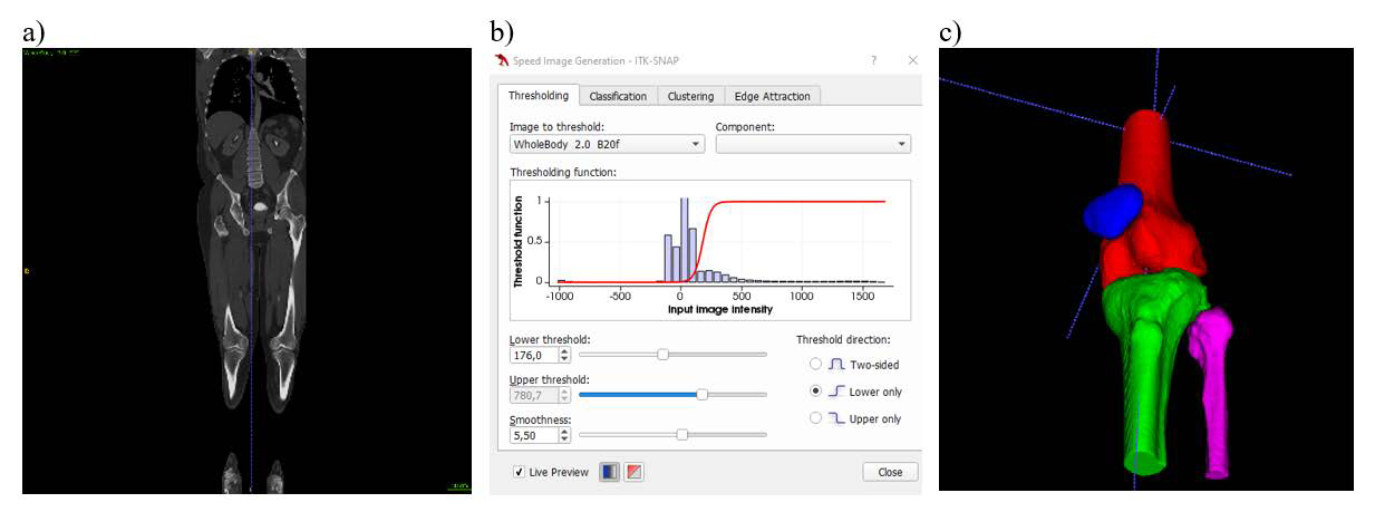 a)
b)
c)
Speed Image Generation - ITK-SNAP
Thresholding Classification Clustering Edge Attraction
Image to threshold: Component:
WholeBody 2.0 B20f
Thresholding function:
Threshold function
1
0.5
0
-1000 -500 0 500 1000 1500
Input image intensity
Lower threshold:
176,0
Upper threshold:
780,7
Smoothness:
5,50
Threshold direction:
Two-sided
Lower only
Upper only
Live Preview
Close